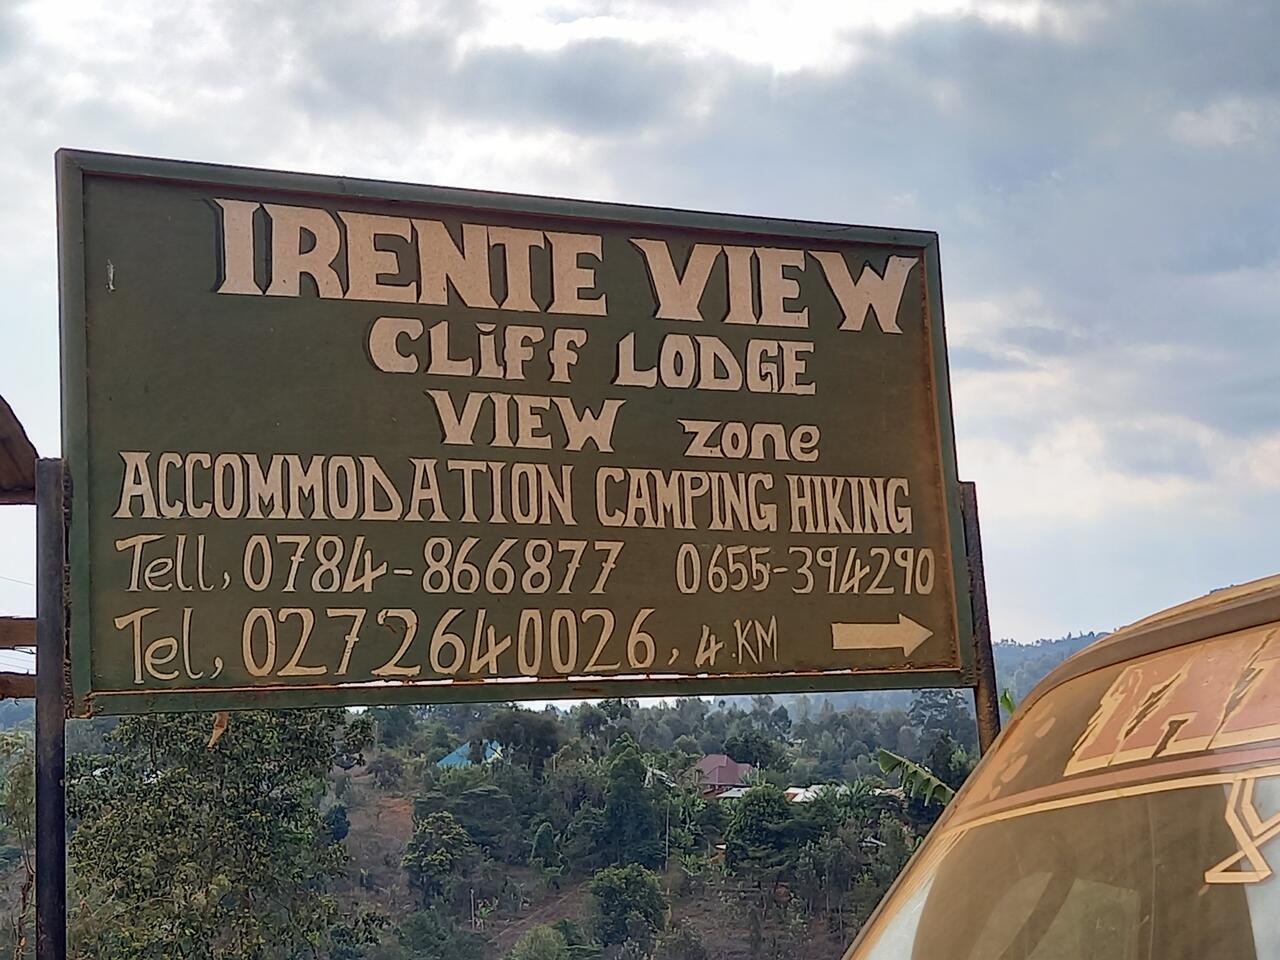 IRENTE VIEW
CLiFF LODGE
VIEW zone
ACCOMMODATION CAMPING HIKING
Tell, 0784-866877 0655-394290
Tel, 0272640026, 4.KM